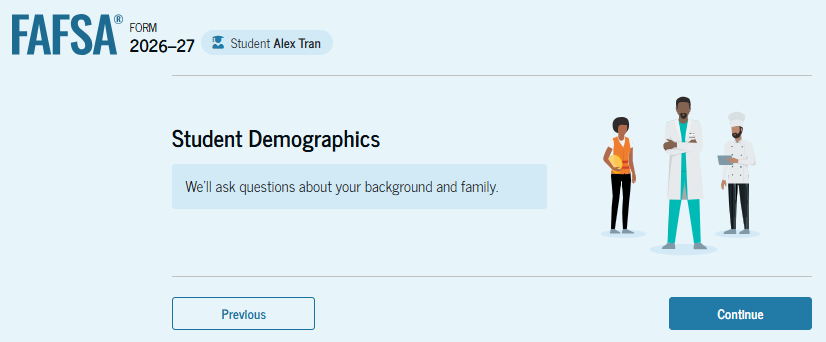 FAFSA®
FORM
2026–27
Student Alex Tran
Student Demographics
We'll ask questions about your background and family.
Previous
Continue